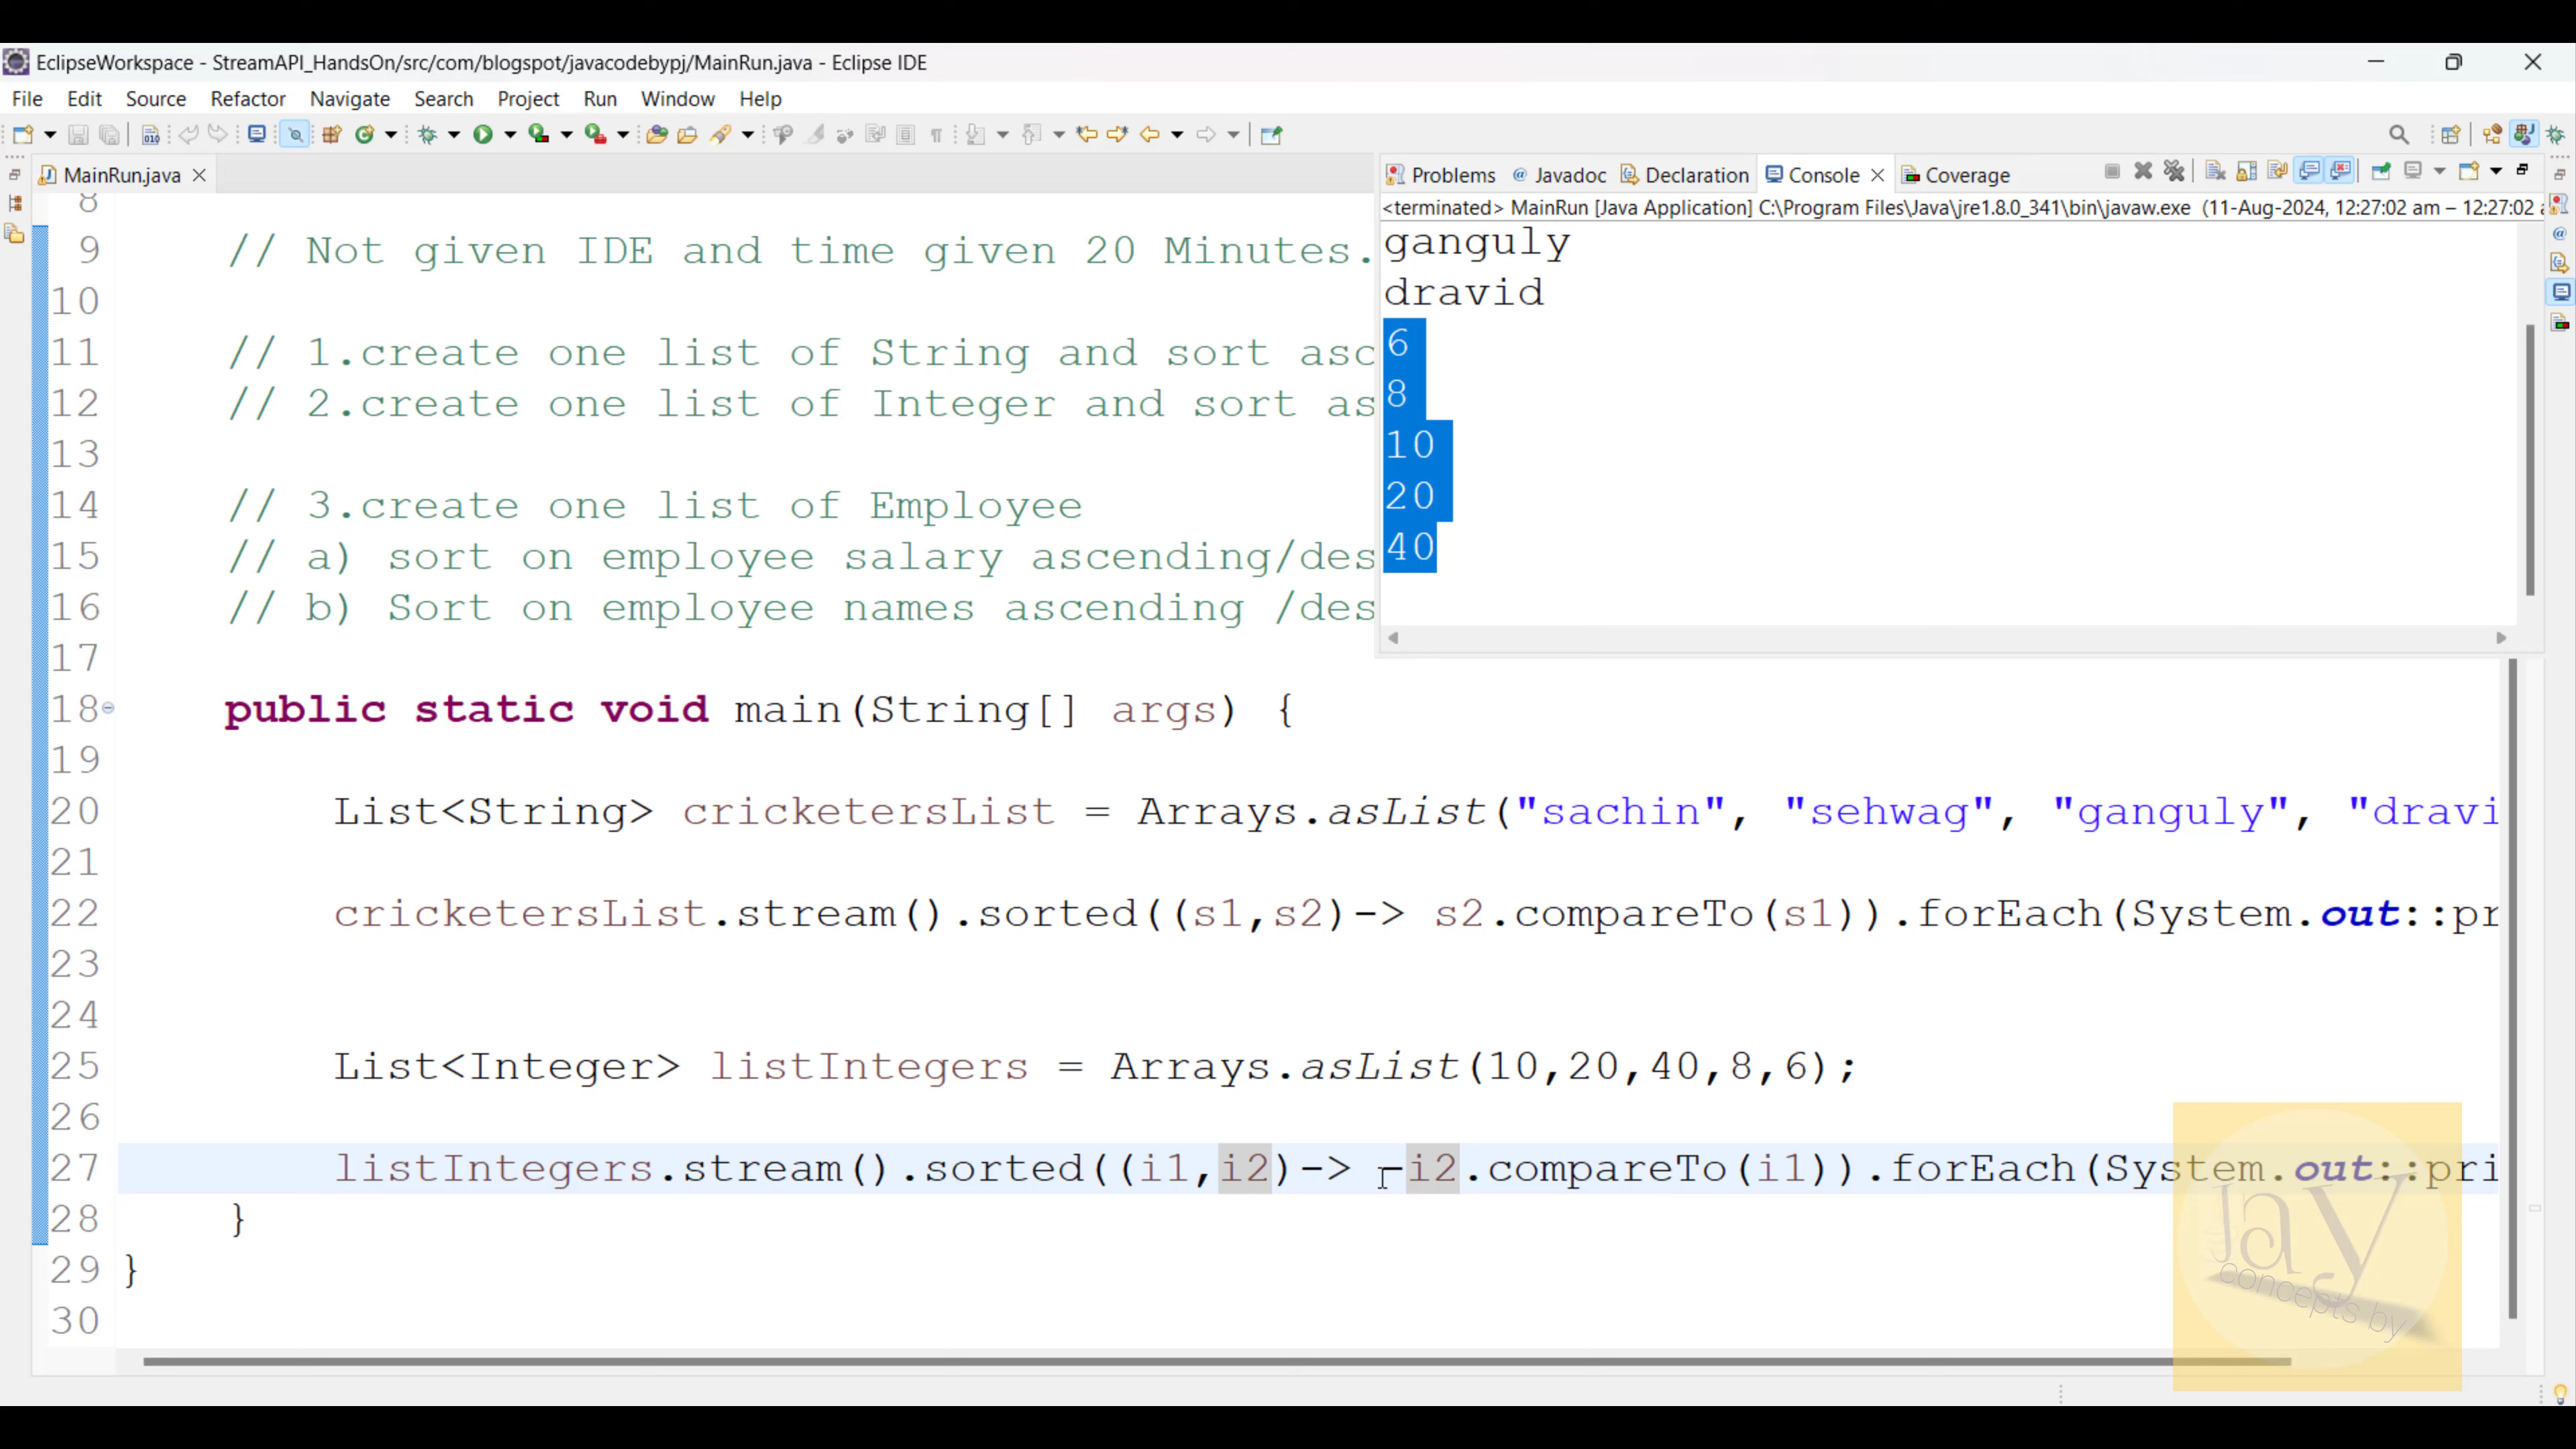 EclipseWorkspace - StreamAPI_HandsOn/src/com/blogspot/javacodebypj/MainRun.java - Eclipse IDE
File Edit Source Refactor Navigate Search Project Run Window Help
MainRun.java
Problems @ Javadoc Declaration Console Coverage
<terminated> MainRun [Java Application] C:\Program Files\Java\jre1.8.0_341\bin\javaw.exe (11-Aug-2024, 12:27:02 am – 12:27:02
ganguly
dravid
6
8
10
20
40
8
9 // Not given IDE and time given 20 Minutes.
10
11 // 1.create one list of String and sort asc
12 // 2.create one list of Integer and sort as
13
14 // 3.create one list of Employee
15 // a) sort on employee salary ascending/des
16 // b) Sort on employee names ascending /des
17
18 public static void main(String[] args) {
19
20 List<String> cricketersList = Arrays.asList("sachin", "sehwag", "ganguly", "dravi
21
22 cricketersList.stream().sorted((s1,s2)-> s2.compareTo(s1)).forEach(System.out::pr
23
24
25 List<Integer> listIntegers = Arrays.asList(10,20,40,8,6);
26
27 listIntegers.stream().sorted((i1,i2)-> -i2.compareTo(i1)).forEach(System.out::pri
28 }
29 }
30
Jay
concepts by